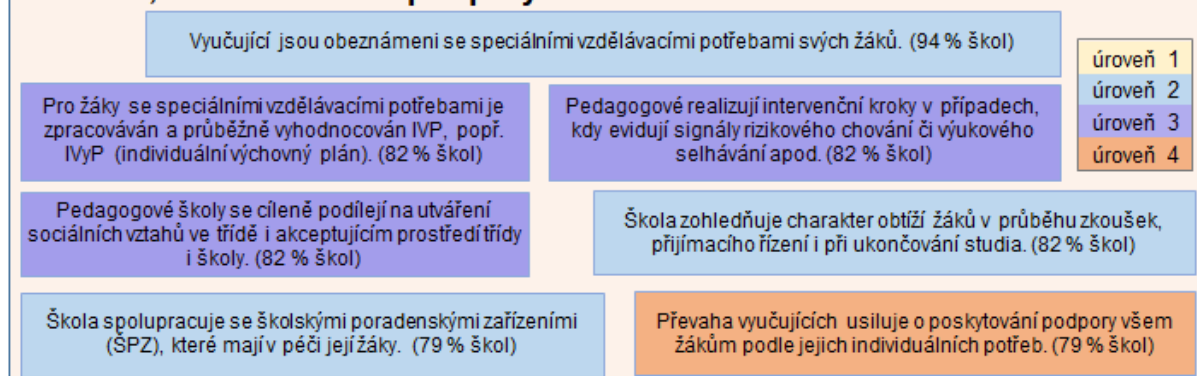 Vyučující jsou obeznámeni se speciálními vzdělávacími potřebami svých žáků. (94 % škol)
úroveň 1
úroveň 2
úroveň 3
úroveň 4
Pro žáky se speciálními vzdělávacími potřebami je
zpracováván a průběžně vyhodnocován IVP, popř.
IVyP (individuální výchovný plán). (82 % škol)
Pedagogové realizují intervenční kroky v případech,
kdy evidují signály rizikového chování či výukového
selhávání apod. (82 % škol)
Pedagogové školy se cíleně podílejí na utváření
sociálních vztahů ve třídě i akceptujícím prostředí třídy
i školy. (82 % škol)
Škola zohledňuje charakter obtíží žáků v průběhu zkoušek,
přijímacího řízení i při ukončování studia. (82 % škol)
Škola spolupracuje se školskými poradenskými zařízeními
(ŠPZ), které mají v péči její žáky. (79 % škol)
Převaha vyučujících usiluje o poskytování podpory všem
žákům podle jejich individuálních potřeb. (79 % škol)